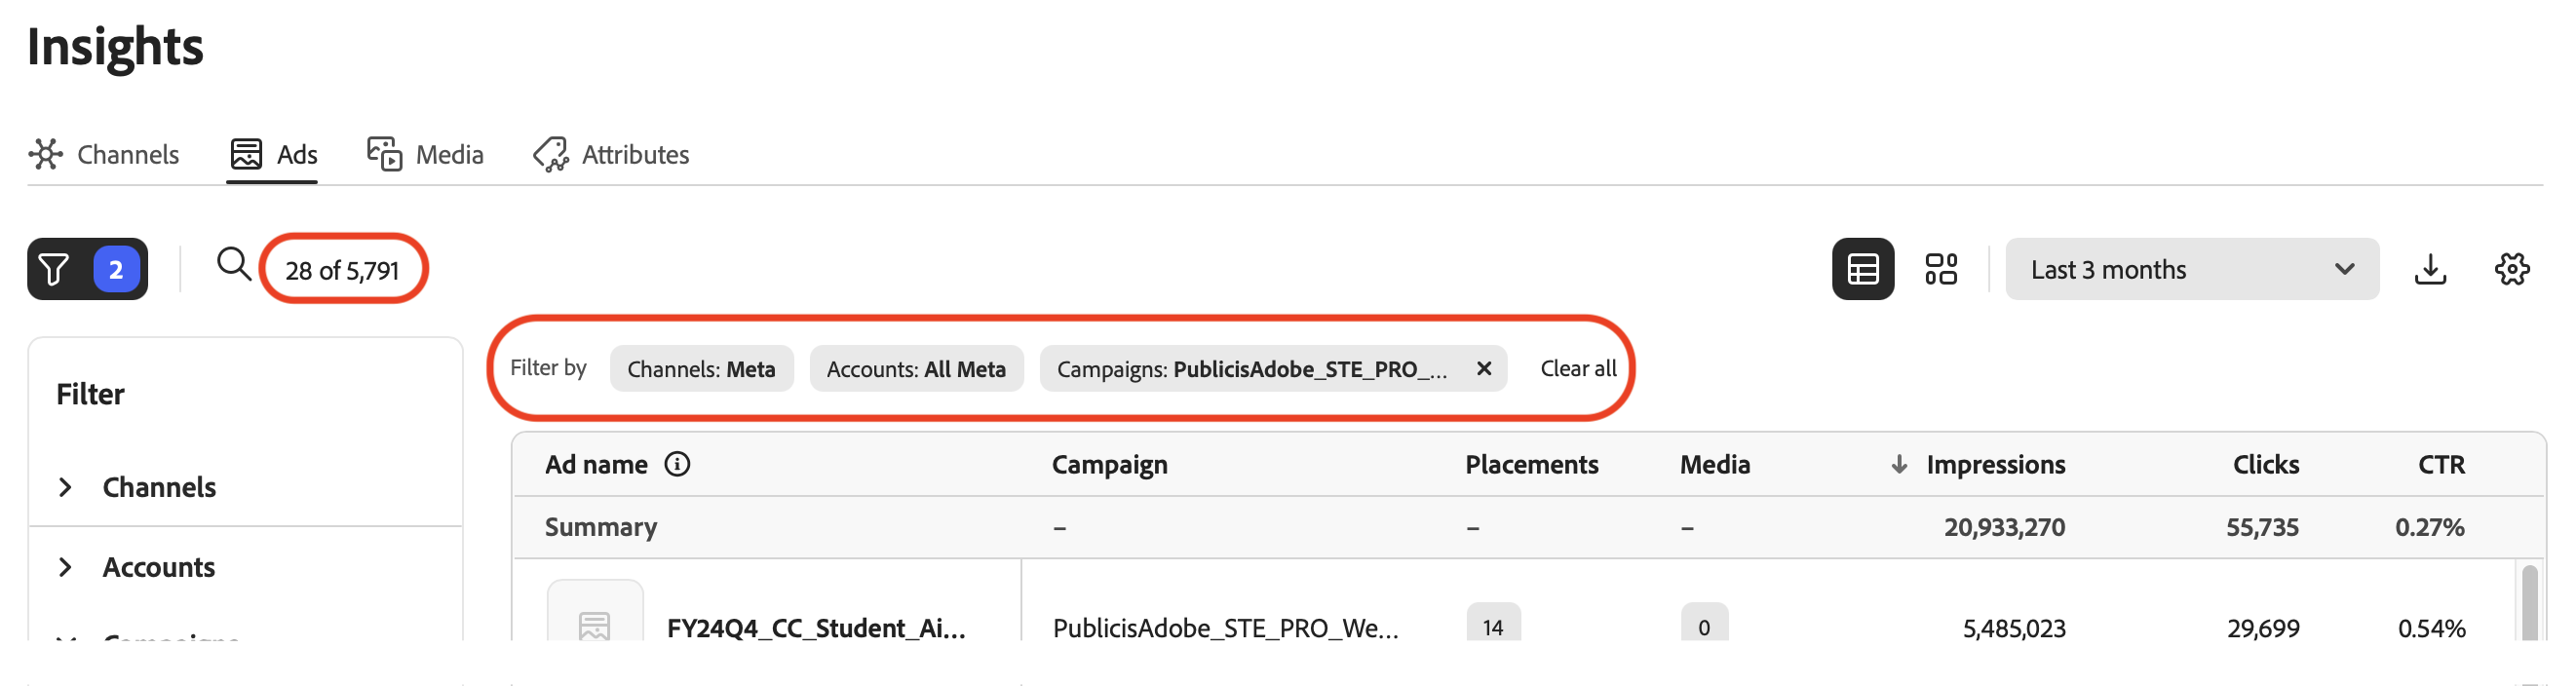 Insights
Channels Ads Media Attributes
2 28 of 5,791 Last 3 months
Filter by Channels: Meta Accounts: All Meta Campaigns: PublicisAdobe_STE_PRO_... Clear all
Filter
Channels
Accounts
Campaigns
Ad name Campaign Placements Media Impressions Clicks CTR
Summary – – – 20,933,270 55,735 0.27%
FY24Q4_CC_Student_Ai... PublicisAdobe_STE_PRO_We... 14 0 5,485,023 29,699 0.54%